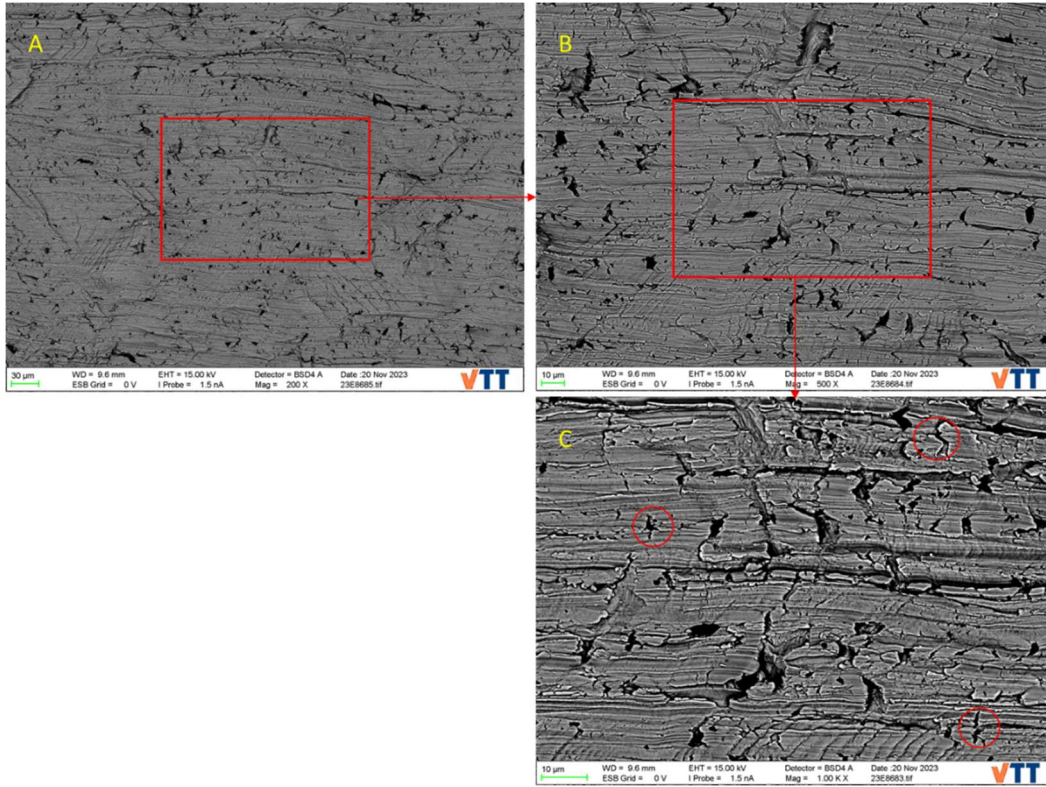 A
30 µm WD = 9.6 mm EHT = 15.00 kV Detector = BSD4 A Date :20 Nov 2023
ESB Grid = 0 V I Probe = 1.5 nA Mag = 200 X 23E8685.tif
VTT
B
10 µm WD = 9.6 mm EHT = 15.00 kV Detector = BSD4 A Date :20 Nov 2023
ESB Grid = 0 V I Probe = 1.5 nA Mag = 500 X 23E8684.tif
VTT
C
10 µm WD = 9.6 mm EHT = 15.00 kV Detector = BSD4 A Date :20 Nov 2023
ESB Grid = 0 V I Probe = 1.5 nA Mag = 1.00 K X 23E8683.tif
VTT